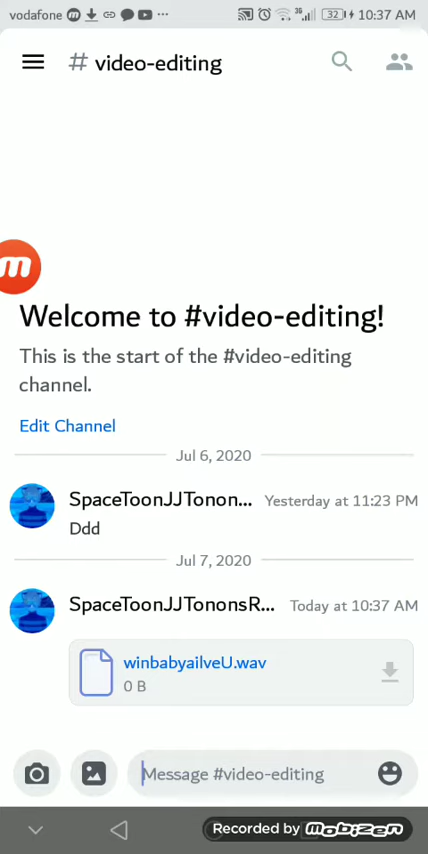 vodafone ... 3G 32 10:37 AM
# video-editing
m
Welcome to #video-editing!
This is the start of the #video-editing
channel.
Edit Channel
Jul 6, 2020
SpaceToonJJTonon... Yesterday at 11:23 PM
Ddd
Jul 7, 2020
SpaceToonJJTononsR... Today at 10:37 AM
winbabyailveU.wav
0 B
Message #video-editing
Recorded by mobizen